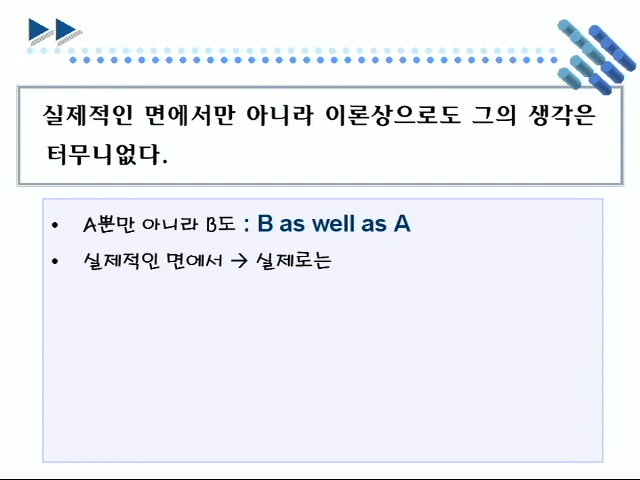 실제적인 면에서만 아니라 이론상으로도 그의 생각은
터무니없다.
• A뿐만 아니라 B도 : B as well as A
• 실제적인 면에서 → 실제로는